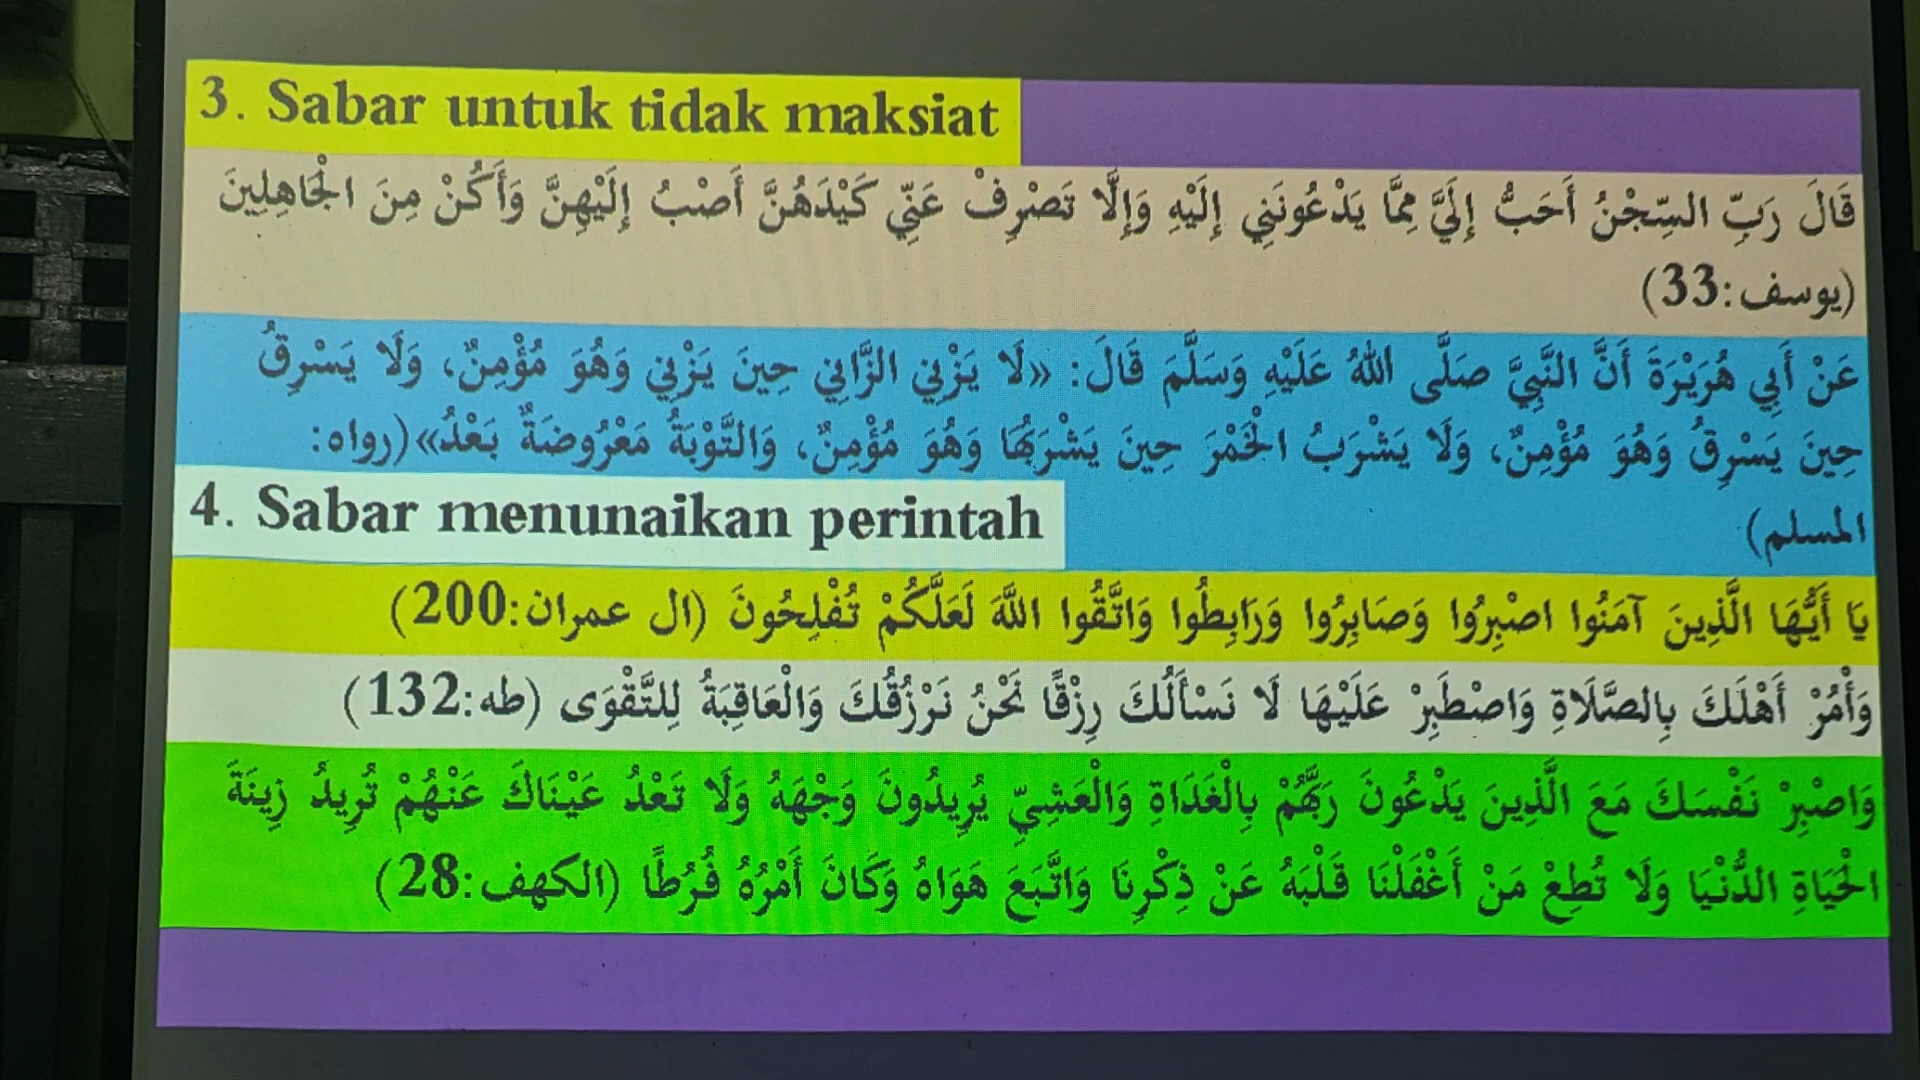 3. Sabar untuk tidak maksiat
قَالَ رَبِّ السِّجْنُ أَحَبُّ إِلَيَّ مِمَّا يَدْعُونَنِي إِلَيْهِ وَإِلَّا تَصْرِفْ عَنِّي كَيْدَهُنَّ أَصْبُ إِلَيْهِنَّ وَأَكُنْ مِنَ الْجَاهِلِينَ
(يوسف:33)
عَنْ أَبِي هُرَيْرَةَ أَنَّ النَّبِيَّ صَلَّى اللهُ عَلَيْهِ وَسَلَّمَ قَالَ: «لَا يَزْنِي الزَّانِي حِينَ يَزْنِي وَهُوَ مُؤْمِنٌ، وَلَا يَسْرِقُ
حِينَ يَسْرِقُ وَهُوَ مُؤْمِنٌ، وَلَا يَشْرَبُ الْخَمْرَ حِينَ يَشْرَبُهَا وَهُوَ مُؤْمِنٌ، وَالتَّوْبَةُ مَعْرُوضَةٌ بَعْدُ»(رواه:
المسلم)
4. Sabar menunaikan perintah
يَا أَيُّهَا الَّذِينَ آمَنُوا اصْبِرُوا وَصَابِرُوا وَرَابِطُوا وَاتَّقُوا اللَّهَ لَعَلَّكُمْ تُفْلِحُونَ (ال عمران:200)
وَأْمُرْ أَهْلَكَ بِالصَّلَاةِ وَاصْطَبِرْ عَلَيْهَا لَا نَسْأَلُكَ رِزْقًا نَحْنُ نَرْزُقُكَ وَالْعَاقِبَةُ لِلتَّقْوَى (طه:132)
وَاصْبِرْ نَفْسَكَ مَعَ الَّذِينَ يَدْعُونَ رَبَّهُمْ بِالْغَدَاةِ وَالْعَشِيِّ يُرِيدُونَ وَجْهَهُ وَلَا تَعْدُ عَيْنَاكَ عَنْهُمْ تُرِيدُ زِينَةَ
الْحَيَاةِ الدُّنْيَا وَلَا تُطِعْ مَنْ أَغْفَلْنَا قَلْبَهُ عَنْ ذِكْرِنَا وَاتَّبَعَ هَوَاهُ وَكَانَ أَمْرُهُ فُرُطًا (الكهف:28)